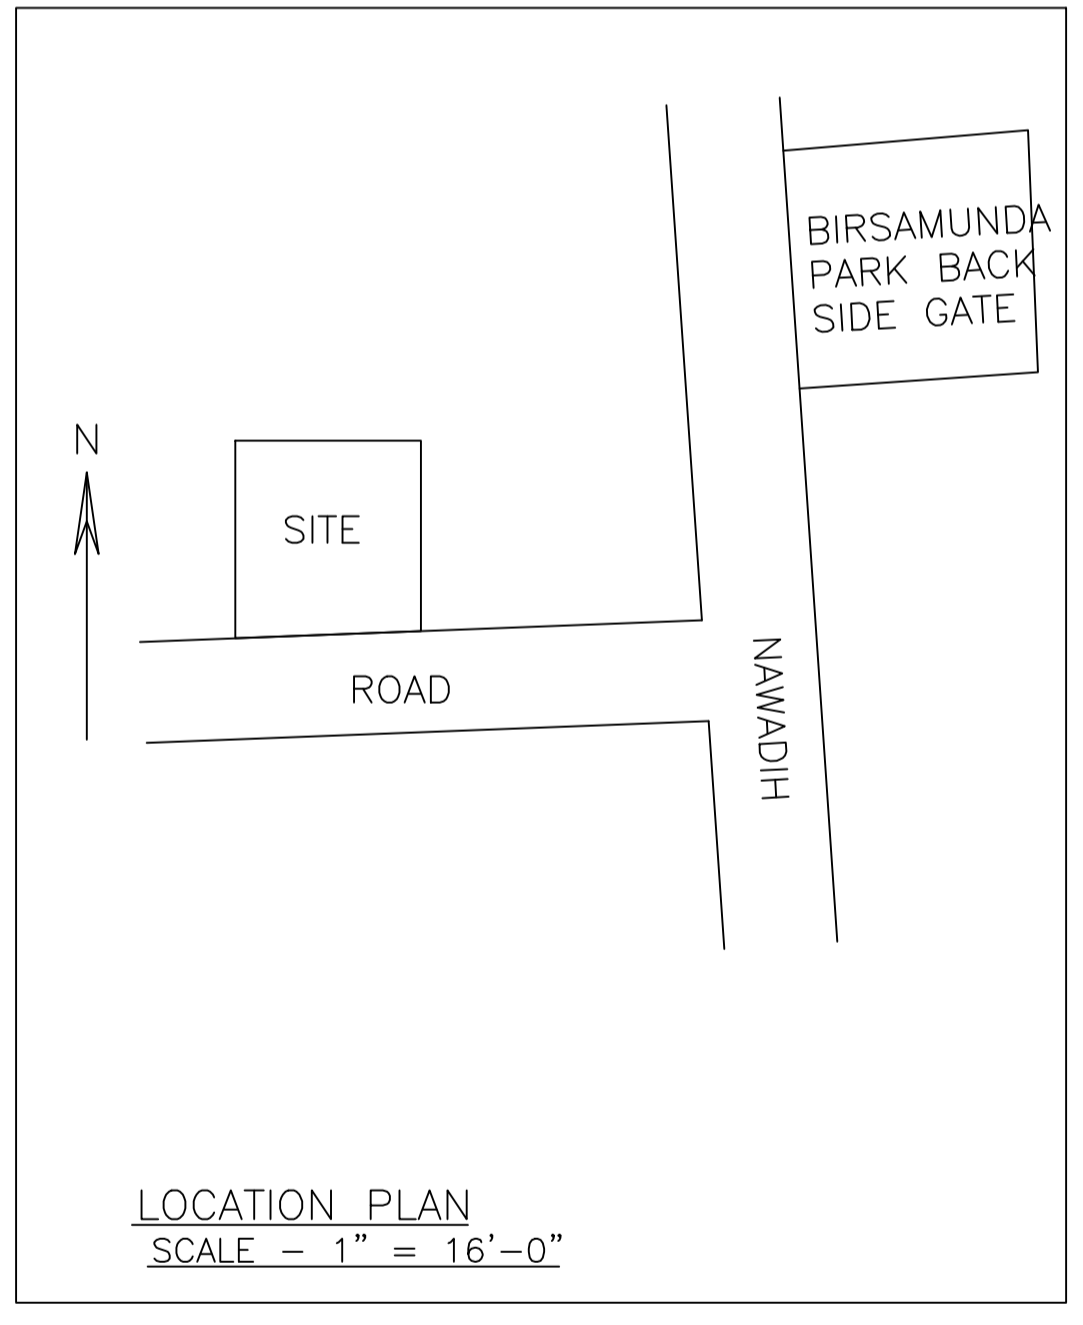 BIRSAMUNDA
PARK BACK
SIDE GATE
N
SITE
ROAD
NAWADIH
LOCATION PLAN
SCALE - 1" = 16'-0"